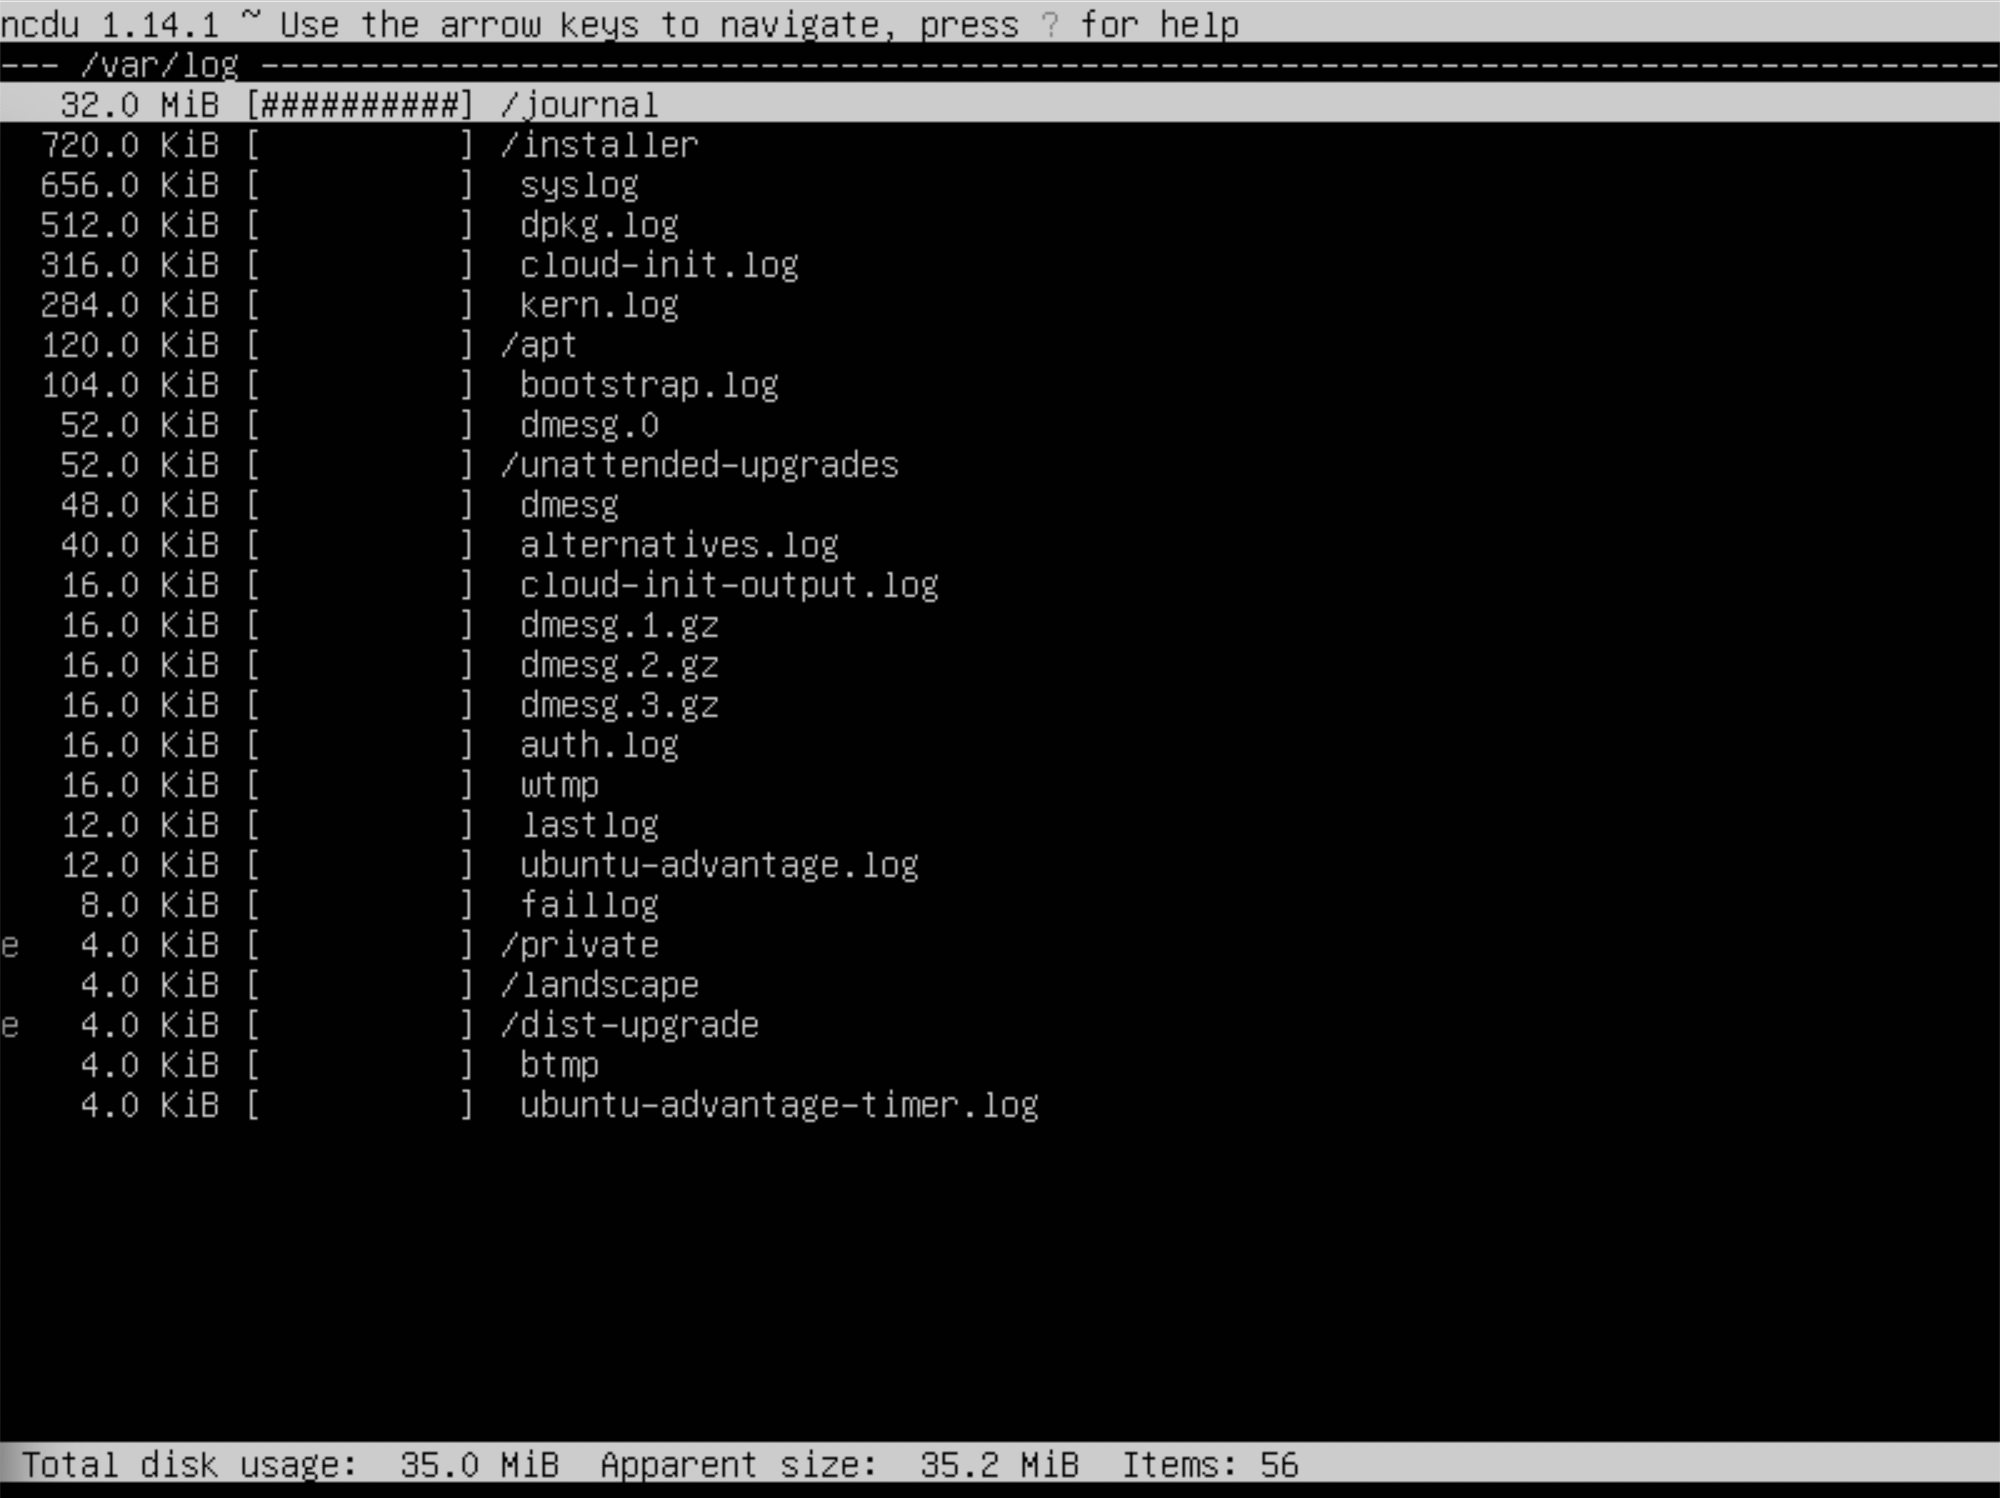 ncdu 1.14.1 ~ Use the arrow keys to navigate, press ? for help
--- /var/log ---------------------------------------------------------------------------------------
   32.0 MiB [##########] /journal
  720.0 KiB [          ] /installer
  656.0 KiB [          ]  syslog
  512.0 KiB [          ]  dpkg.log
  316.0 KiB [          ]  cloud-init.log
  284.0 KiB [          ]  kern.log
  120.0 KiB [          ] /apt
  104.0 KiB [          ]  bootstrap.log
   52.0 KiB [          ]  dmesg.0
   52.0 KiB [          ] /unattended-upgrades
   48.0 KiB [          ]  dmesg
   40.0 KiB [          ]  alternatives.log
   16.0 KiB [          ]  cloud-init-output.log
   16.0 KiB [          ]  dmesg.1.gz
   16.0 KiB [          ]  dmesg.2.gz
   16.0 KiB [          ]  dmesg.3.gz
   16.0 KiB [          ]  auth.log
   16.0 KiB [          ]  wtmp
   12.0 KiB [          ]  lastlog
   12.0 KiB [          ]  ubuntu-advantage.log
    8.0 KiB [          ]  faillog
e   4.0 KiB [          ] /private
    4.0 KiB [          ] /landscape
e   4.0 KiB [          ] /dist-upgrade
    4.0 KiB [          ]  btmp
    4.0 KiB [          ]  ubuntu-advantage-timer.log
Total disk usage:  35.0 MiB  Apparent size:  35.2 MiB  Items: 56